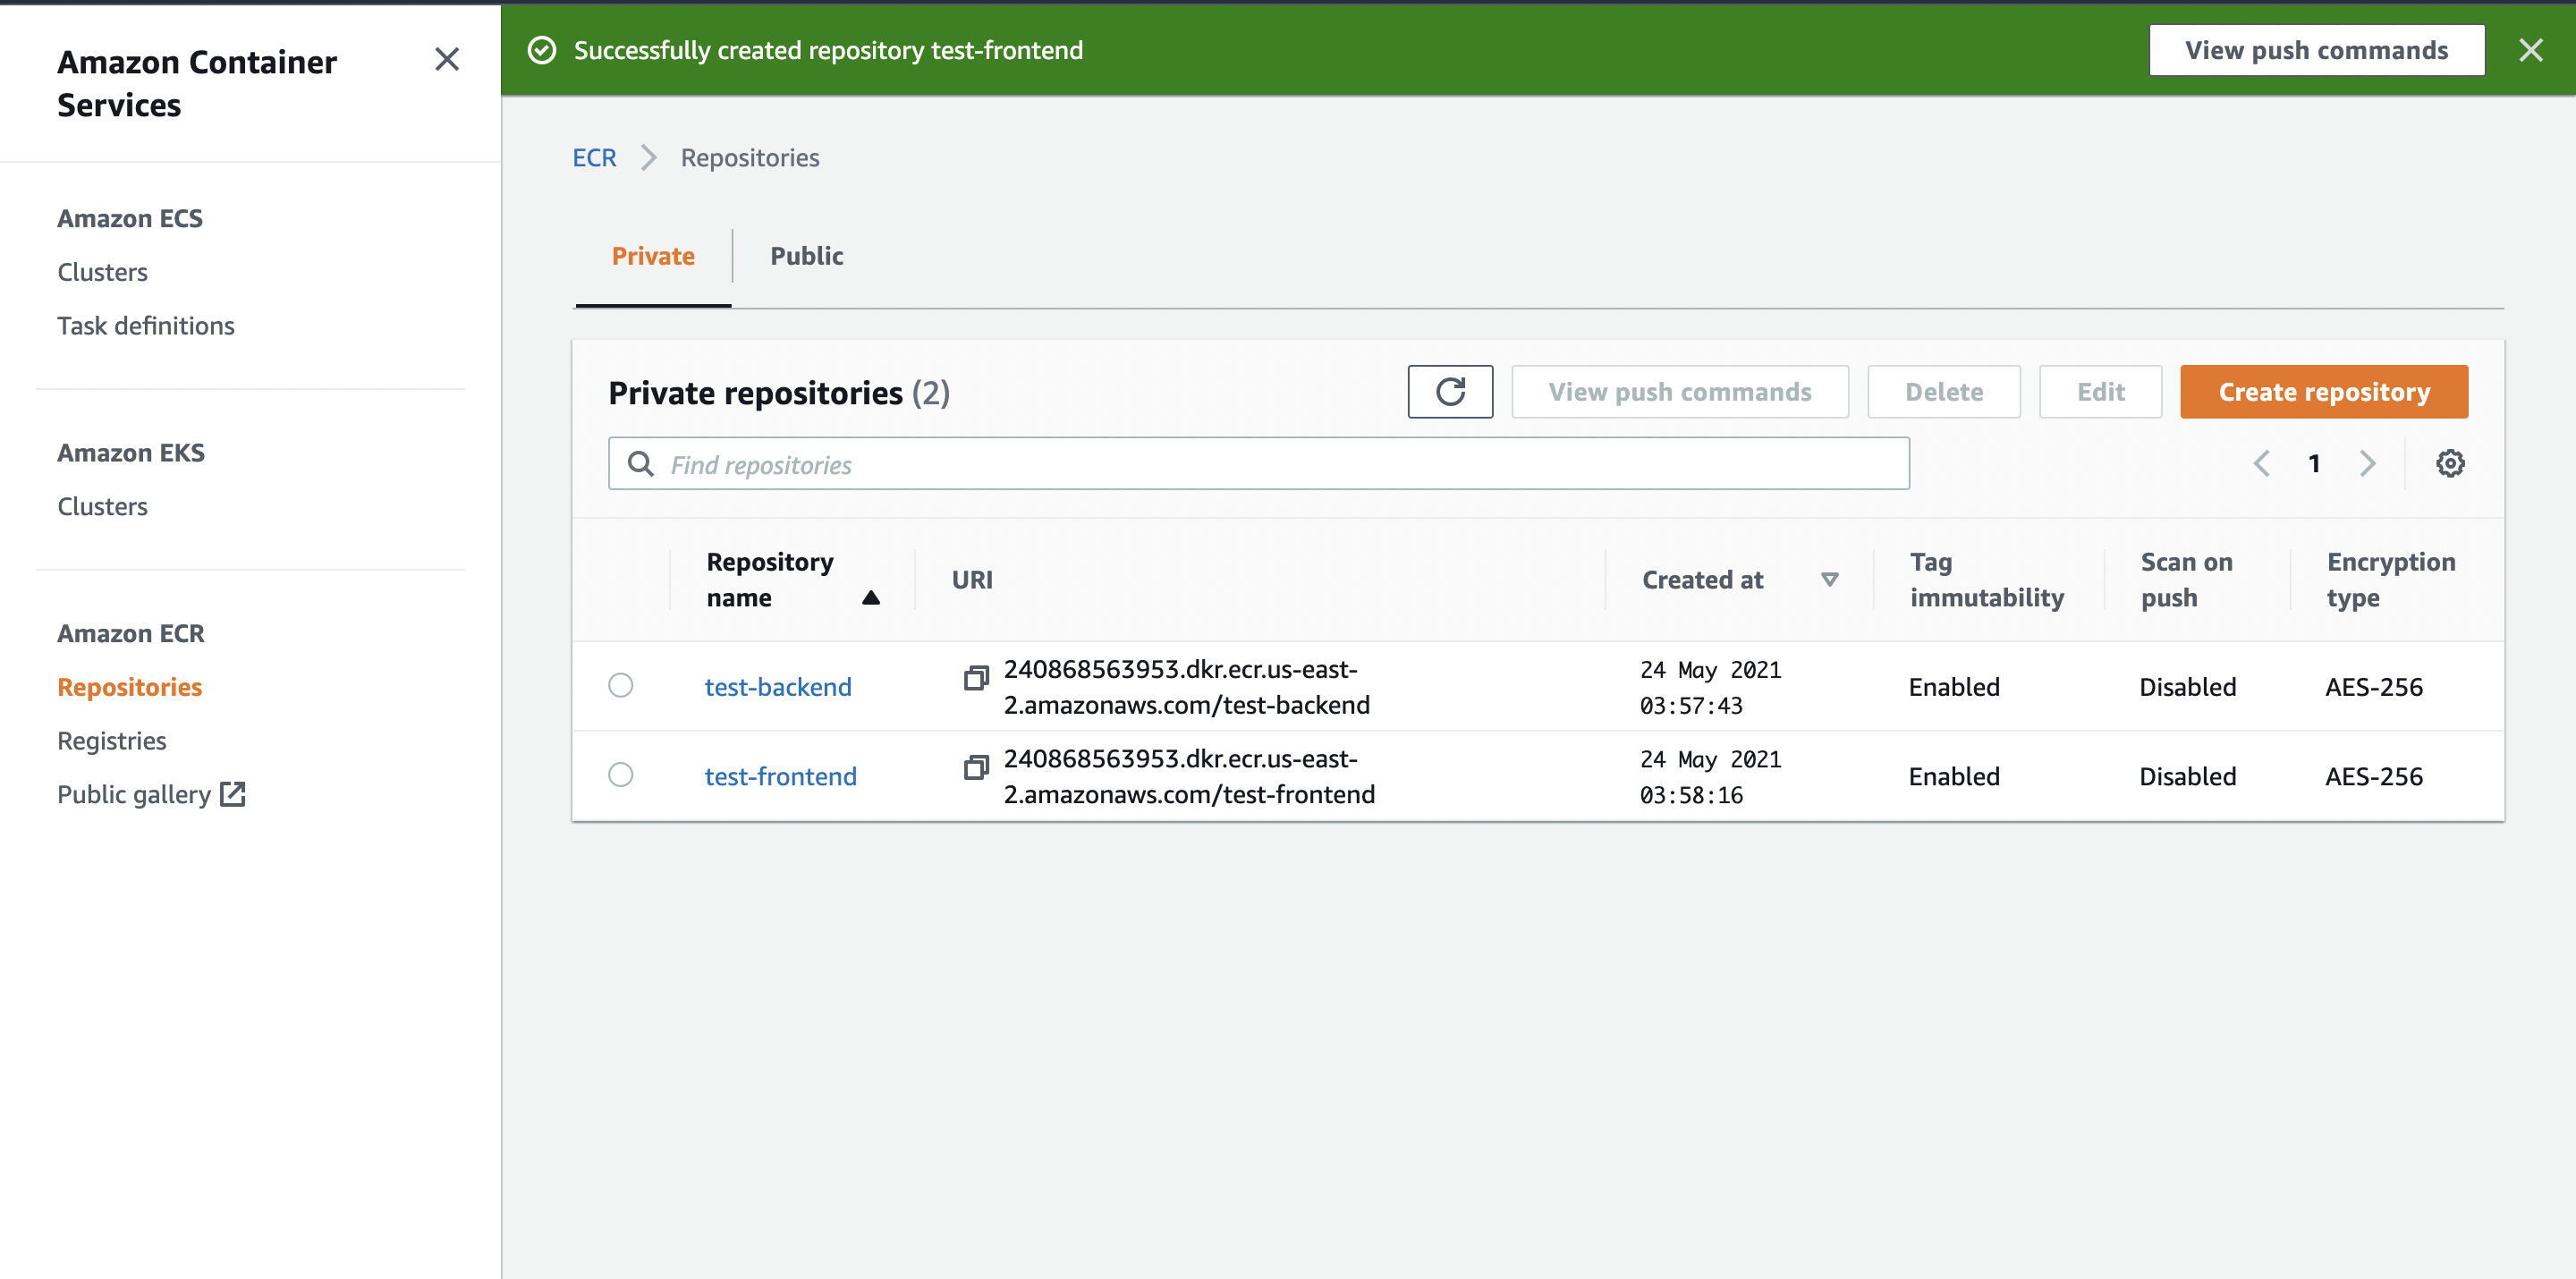 Amazon Container
Services
Amazon ECS
Clusters
Task definitions
Amazon EKS
Clusters
Amazon ECR
Repositories
Registries
Public gallery
Successfully created repository test-frontend
View push commands
ECR
Repositories
Private
Public
Private repositories (2)
View push commands
Delete
Edit
Create repository
Find repositories
1
Repository
name
URI
Created at
Tag
immutability
Scan on
push
Encryption
type
test-backend
240868563953.dkr.ecr.us-east-
2.amazonaws.com/test-backend
24 May 2021
03:57:43
Enabled
Disabled
AES-256
test-frontend
240868563953.dkr.ecr.us-east-
2.amazonaws.com/test-frontend
24 May 2021
03:58:16
Enabled
Disabled
AES-256